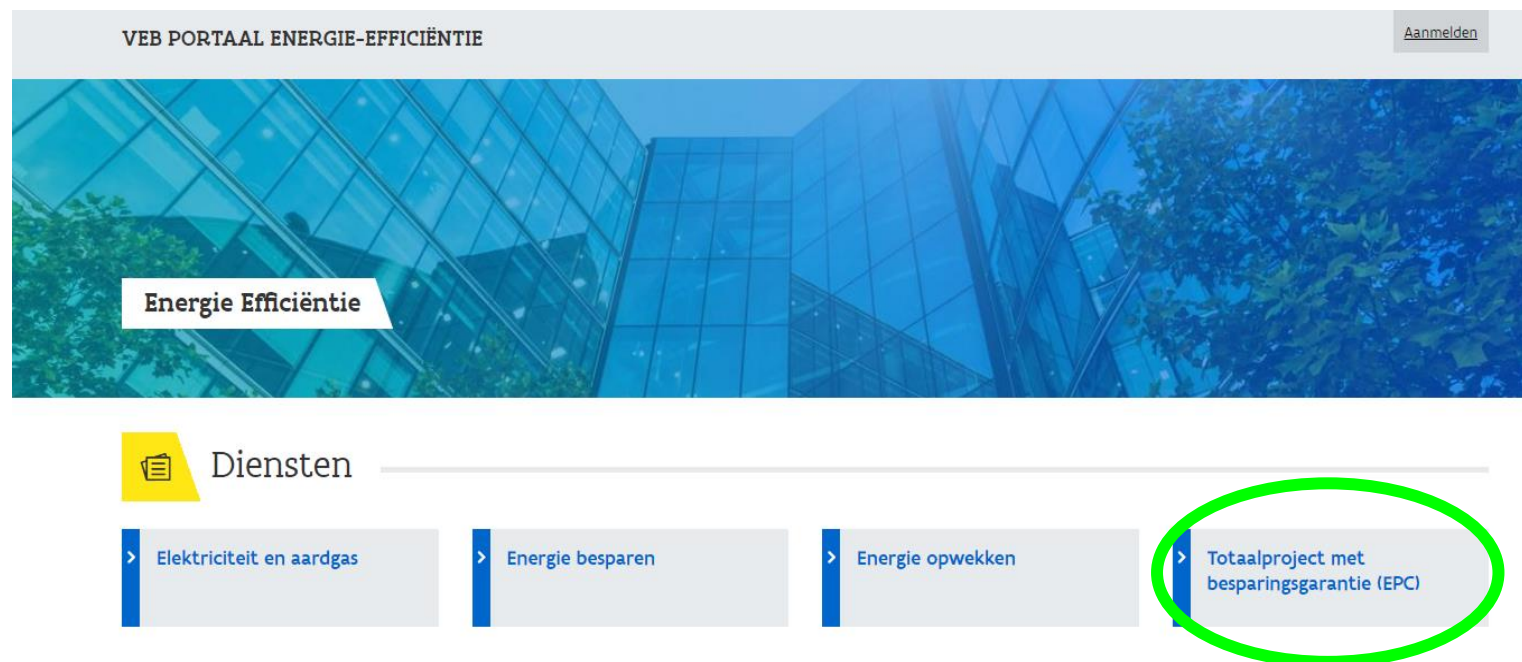 VEB PORTAAL ENERGIE-EFFICIËNTIE
Aanmelden
Energie Efficiëntie
Diensten
Elektriciteit en aardgas
Energie besparen
Energie opwekken
Totaalproject met
besparingsgarantie (EPC)